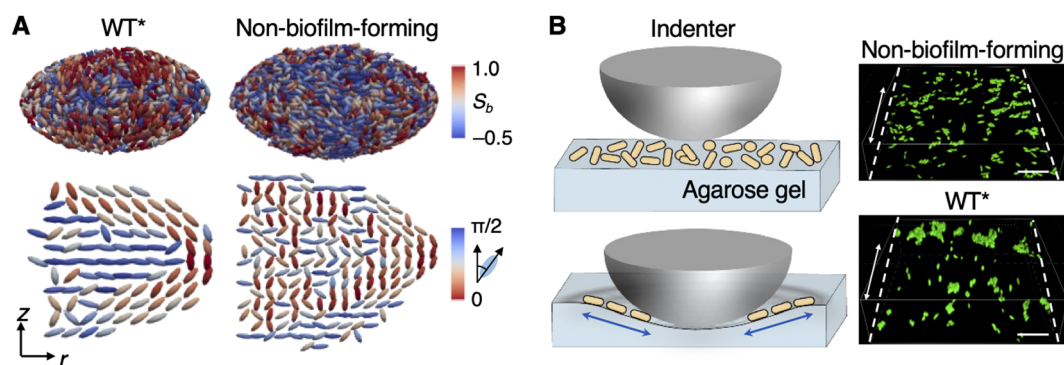 A
WT*
Non-biofilm-forming
1.0
S_b
–0.5
π/2
0
z
r
B
Indenter
Agarose gel
Non-biofilm-forming
WT*